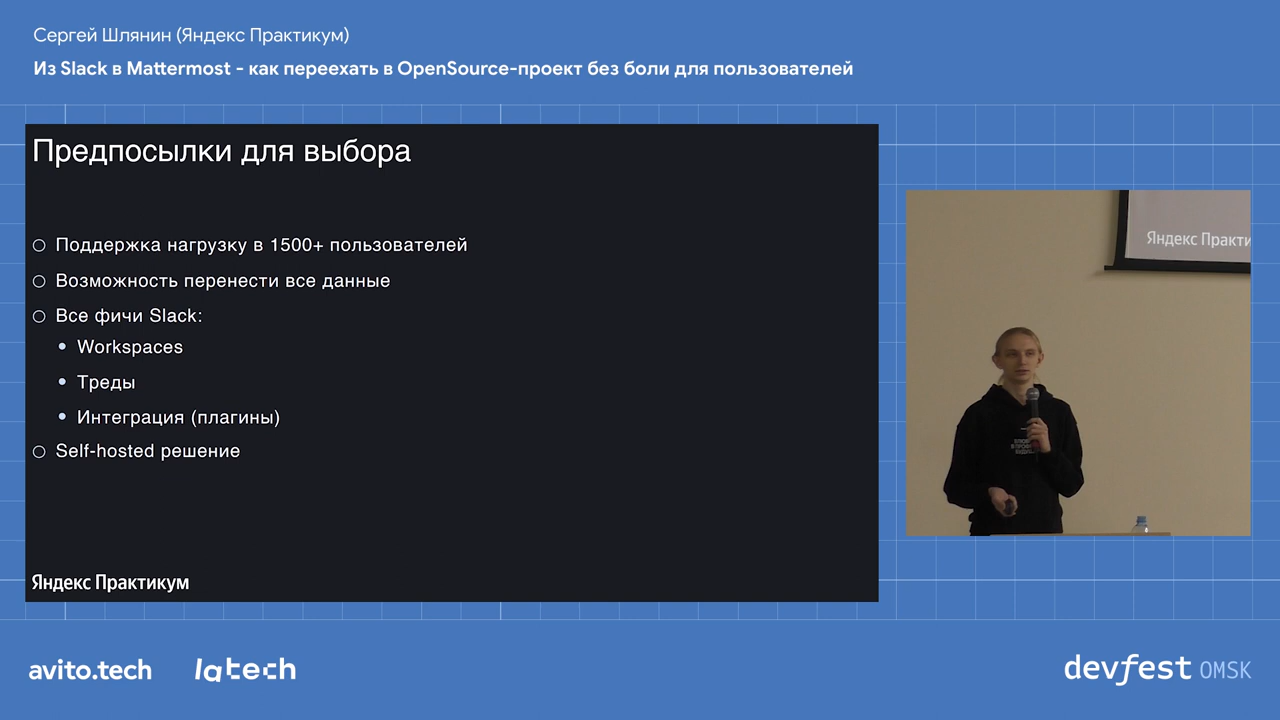 Сергей Шлянин (Яндекс Практикум)
Из Slack в Mattermost - как переехать в OpenSource-проект без боли для пользователей
Предпосылки для выбора
Поддержка нагрузку в 1500+ пользователей
Возможность перенести все данные
Все фичи Slack:
Workspaces
Треды
Интеграция (плагины)
Self-hosted решение
Яндекс Практикум
Яндекс Практи
avito.tech
latech
devfest OMSK